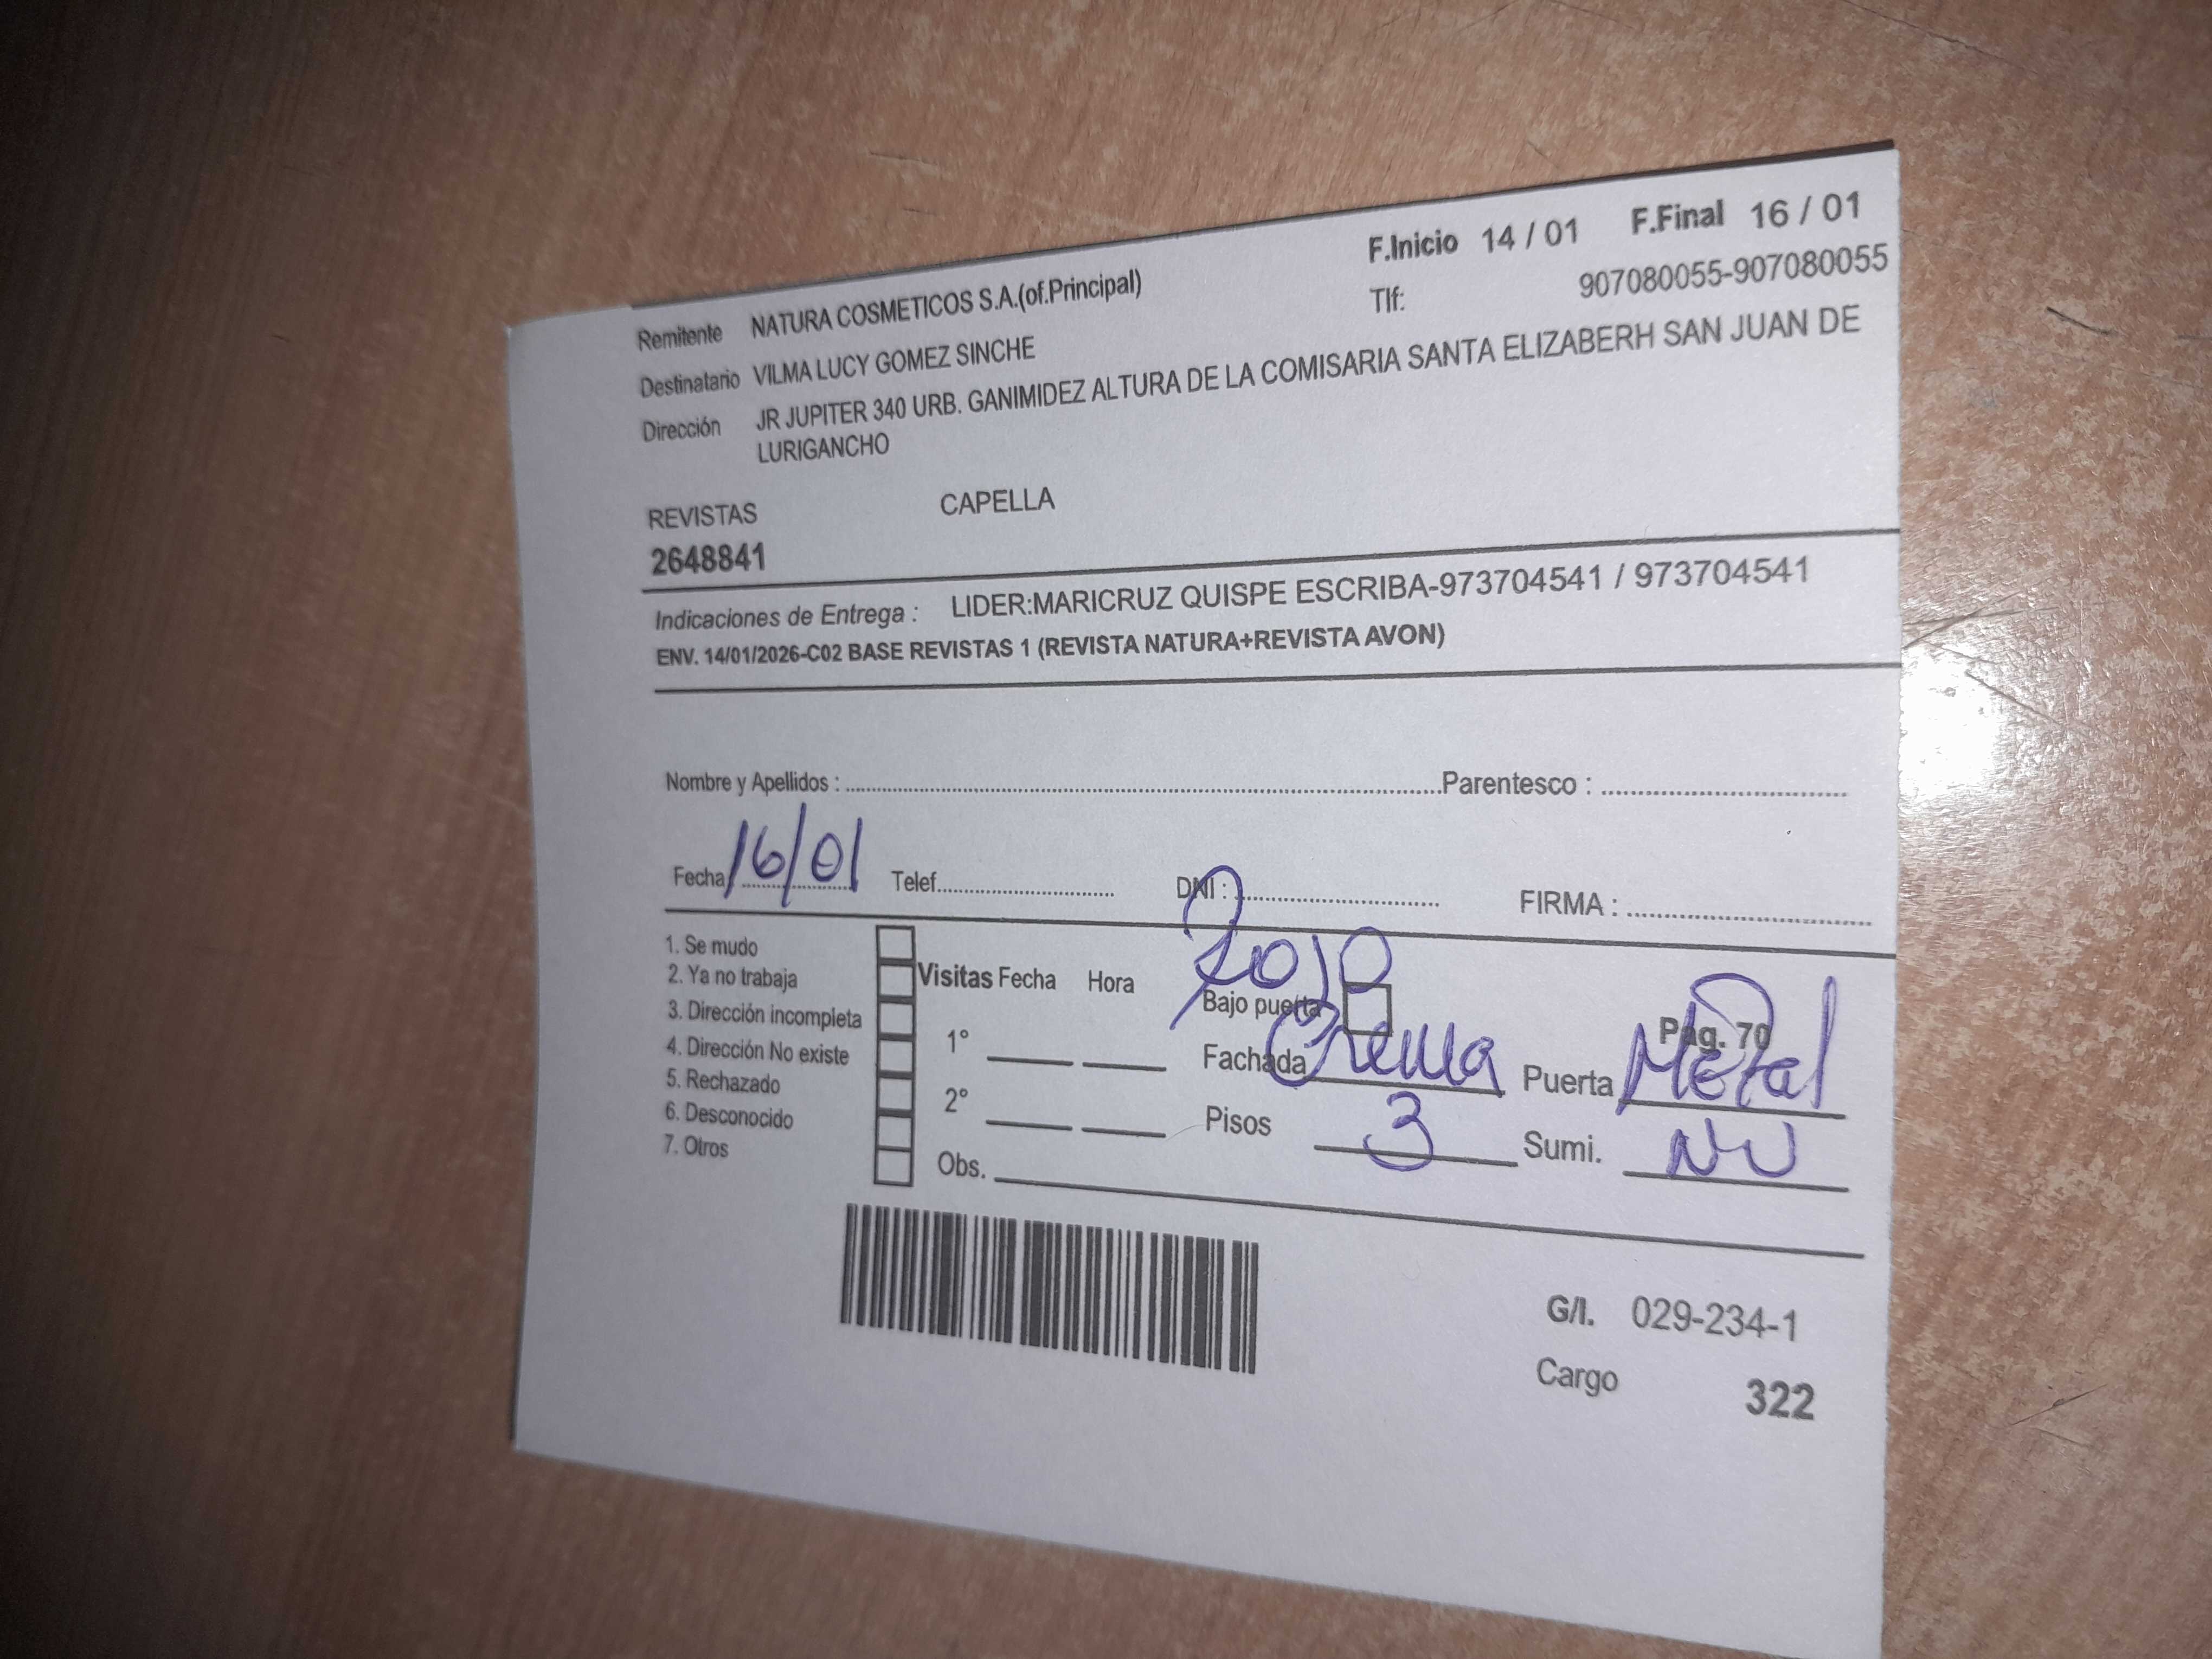 F.Inicio 14 / 01 F.Final 16 / 01
Remitente NATURA COSMETICOS S.A.(of.Principal) Tlf: 907080055-907080055
Destinatario VILMA LUCY GOMEZ SINCHE
Dirección JR JUPITER 340 URB. GANIMIDEZ ALTURA DE LA COMISARIA SANTA ELIZABERH SAN JUAN DE
LURIGANCHO
REVISTAS CAPELLA
2648841
Indicaciones de Entrega : LIDER:MARICRUZ QUISPE ESCRIBA-973704541 / 973704541
ENV. 14/01/2026-C02 BASE REVISTAS 1 (REVISTA NATURA+REVISTA AVON)
Nombre y Apellidos : Parentesco :
Fecha 16/01 Telef. DNI : FIRMA :
Rojo
1. Se mudo
2. Ya no trabaja
3. Dirección incompleta
4. Dirección No existe
5. Rechazado
6. Desconocido
7. Otros
Visitas Fecha Hora
1°
2°
Obs.
Bajo puerta Pag. 70
Fachada Crema Puerta Metal
Pisos 3 Sumi.
G/I. 029-234-1
Cargo 322